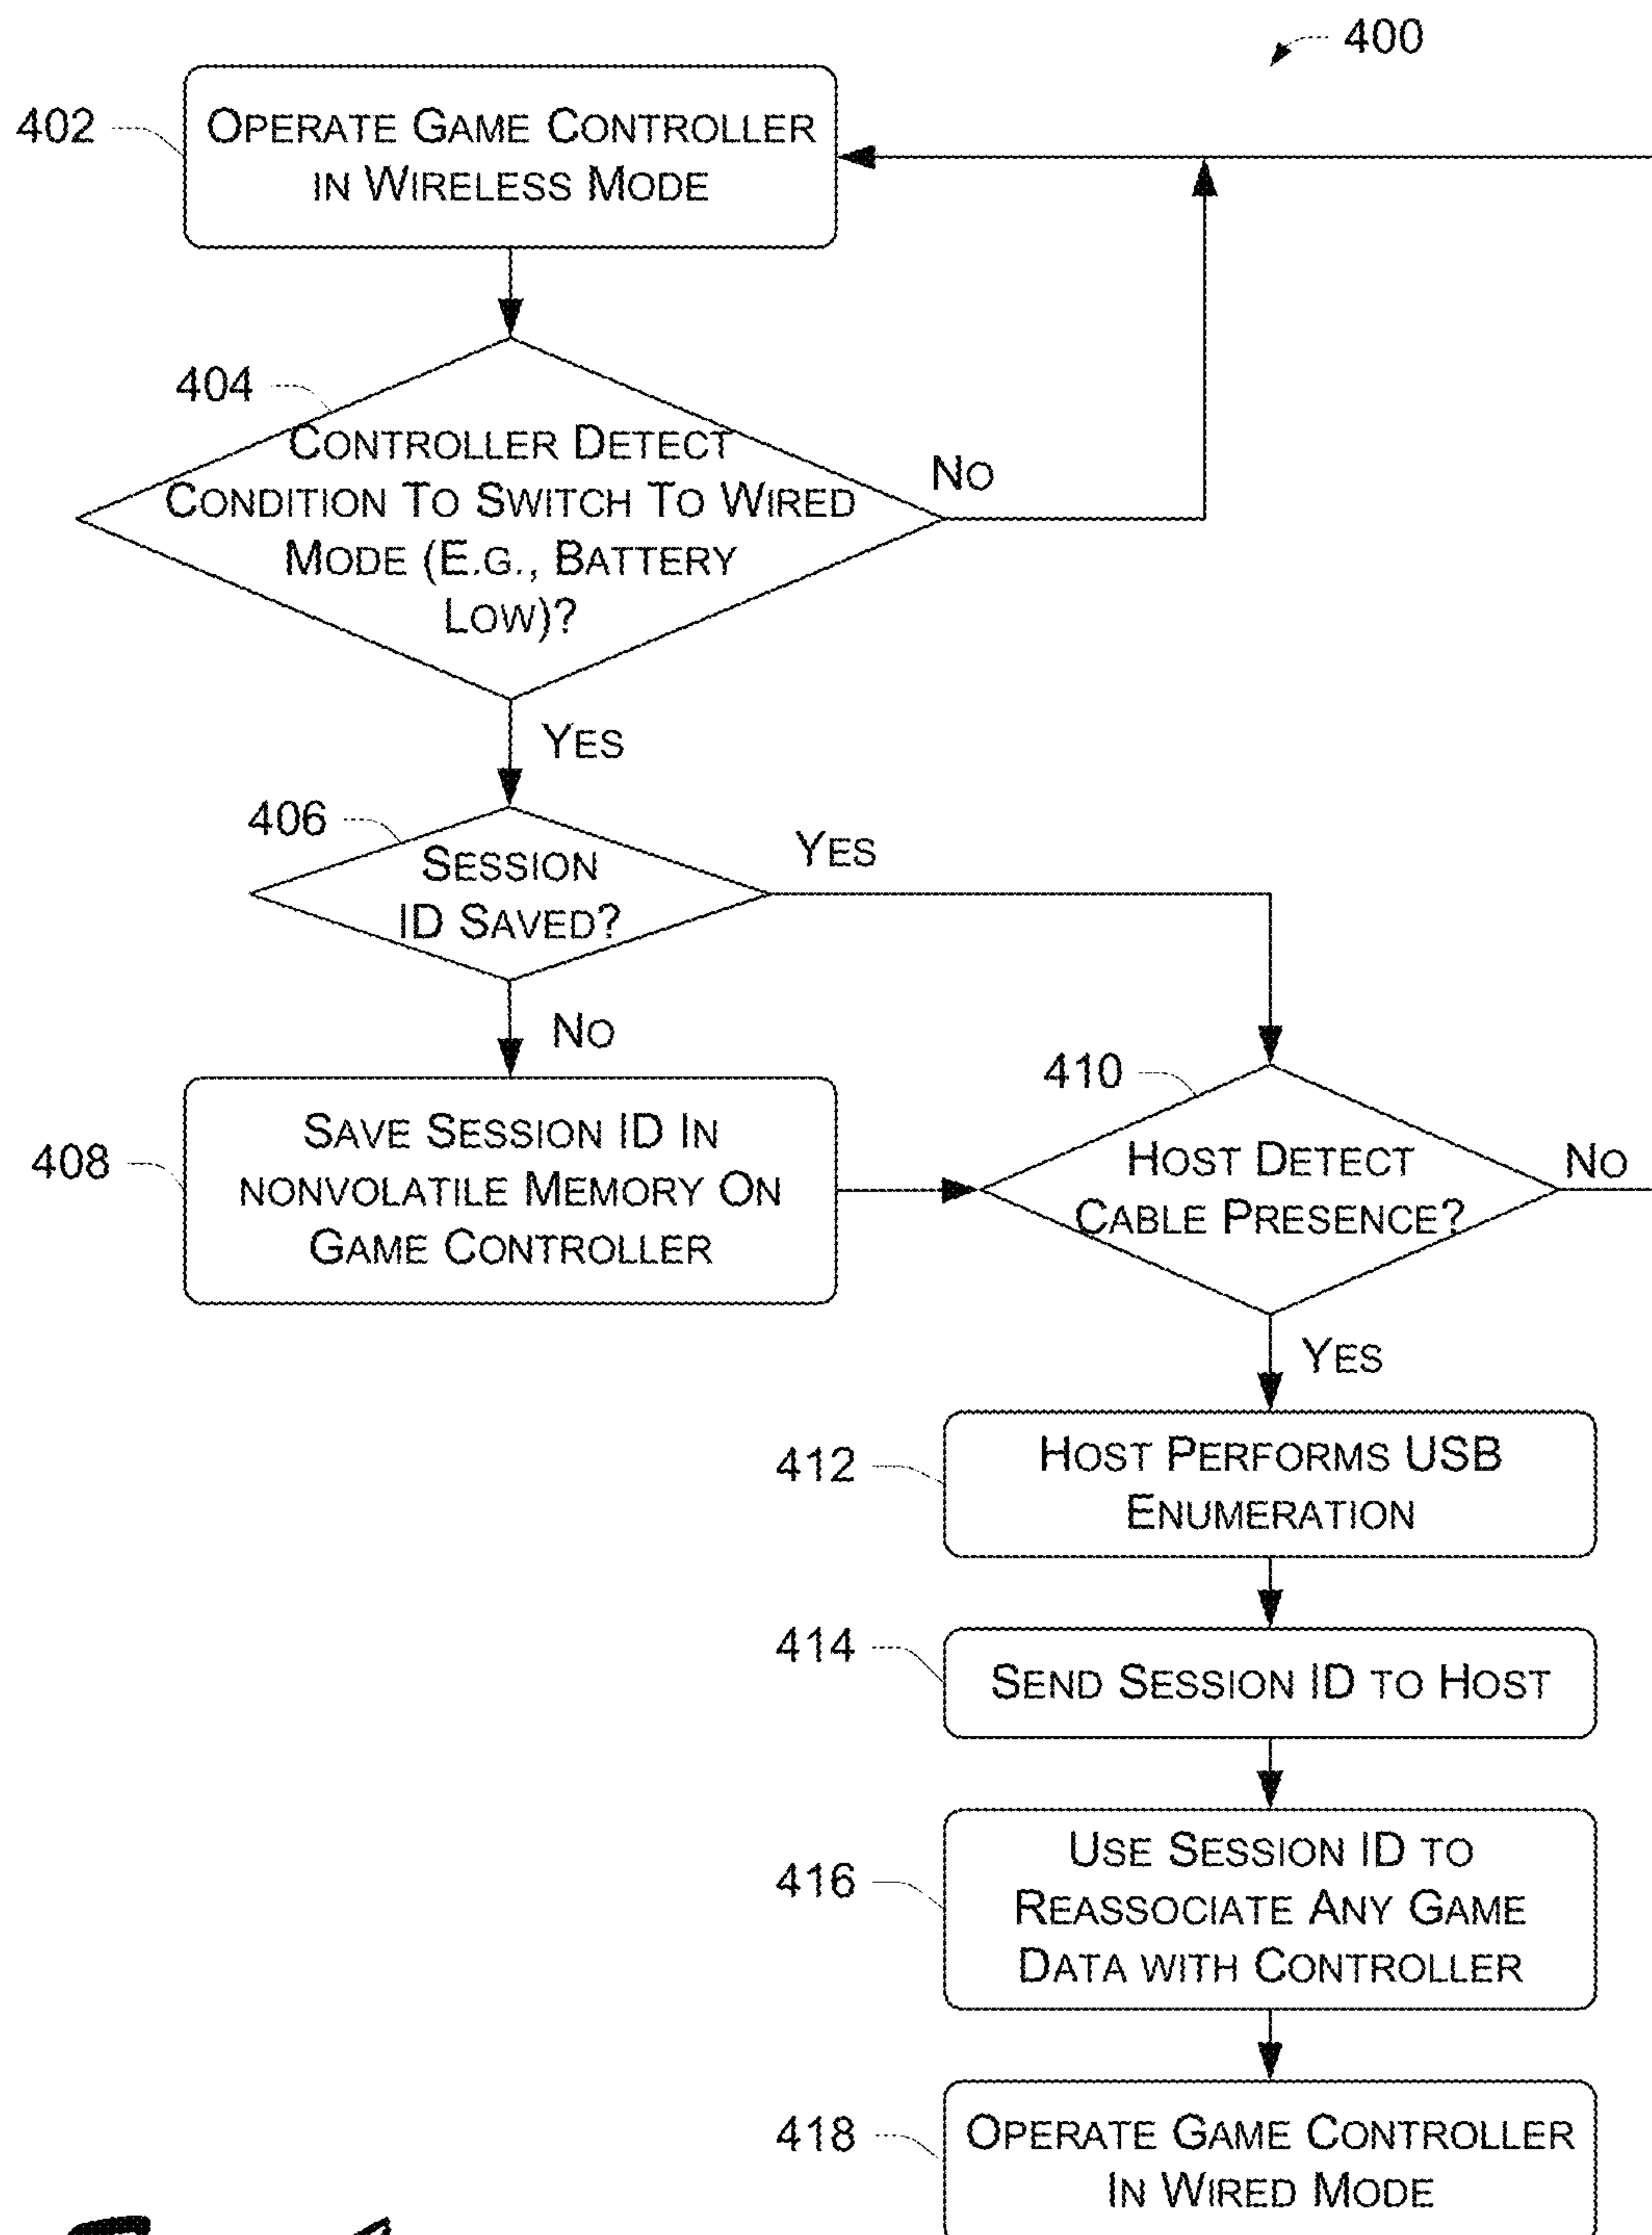 400
402
OPERATE GAME CONTROLLER
IN WIRELESS MODE
404
CONTROLLER DETECT
CONDITION TO SWITCH TO WIRED
MODE (E.G., BATTERY
LOW)?
NO
YES
406
SESSION
ID SAVED?
YES
NO
408
SAVE SESSION ID IN
NONVOLATILE MEMORY ON
GAME CONTROLLER
410
HOST DETECT
CABLE PRESENCE?
NO
YES
412
HOST PERFORMS USB
ENUMERATION
414
SEND SESSION ID TO HOST
416
USE SESSION ID TO
REASSOCIATE ANY GAME
DATA WITH CONTROLLER
418
OPERATE GAME CONTROLLER
IN WIRED MODE